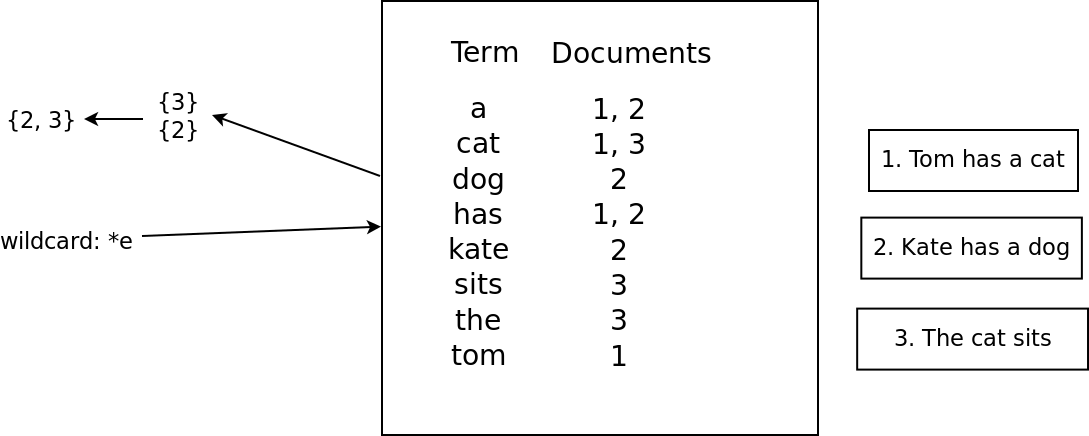 {2, 3}
{3}
{2}
wildcard: *e
Term Documents
a 1, 2
cat 1, 3
dog 2
has 1, 2
kate 2
sits 3
the 3
tom 1
1. Tom has a cat
2. Kate has a dog
3. The cat sits